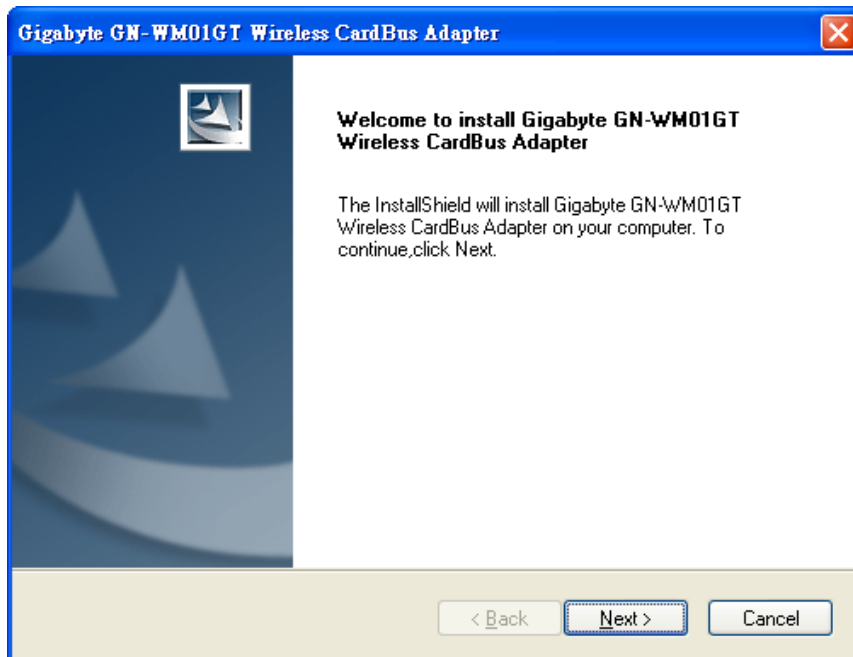 Gigabyte GN-WM01GT Wireless CardBus Adapter
Welcome to install Gigabyte GN-WM01GT
Wireless CardBus Adapter
The InstallShield will install Gigabyte GN-WM01GT
Wireless CardBus Adapter on your computer. To
continue,click Next.
< Back Next > Cancel